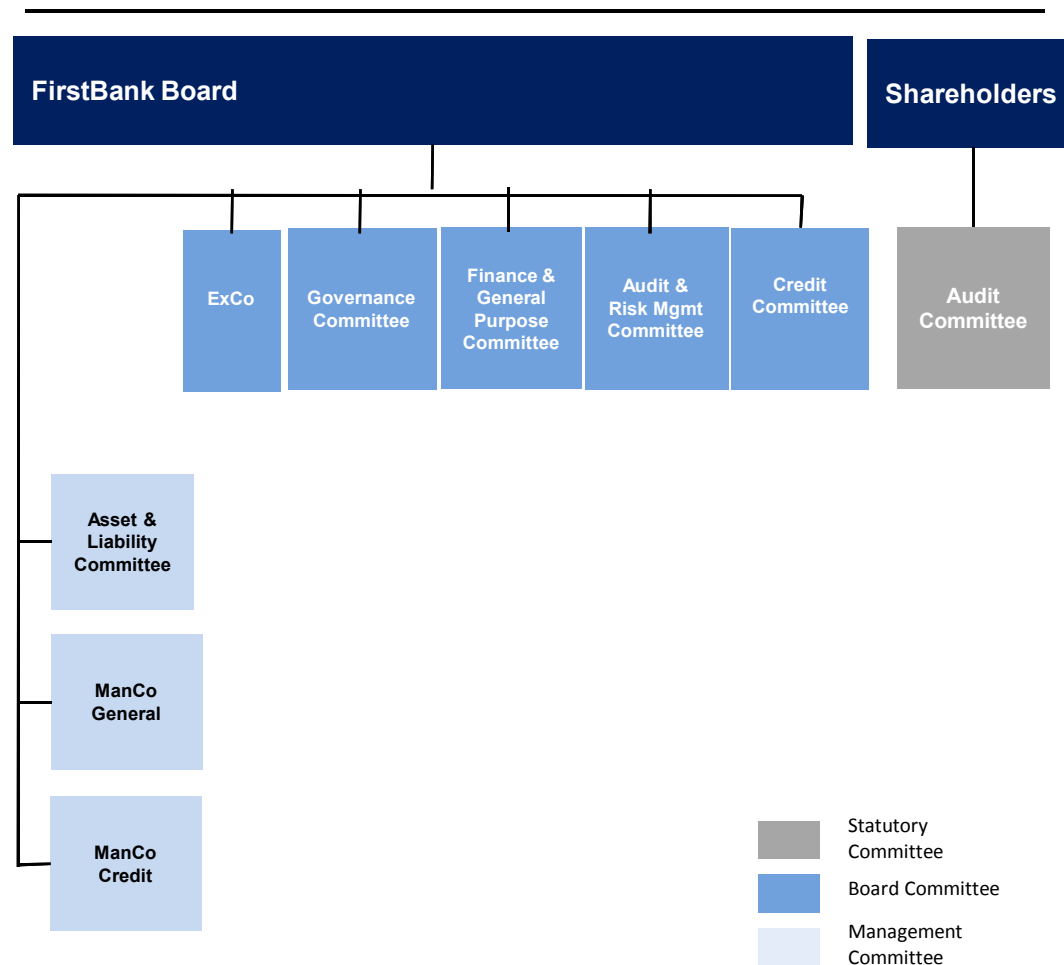 FirstBank Board
Shareholders
ExCo
Governance
Committee
Finance &
General
Purpose
Committee
Audit &
Risk Mgmt
Committee
Credit
Committee
Audit
Committee
Asset &
Liability
Committee
ManCo
General
ManCo
Credit
Statutory
Committee
Board Committee
Management
Committee